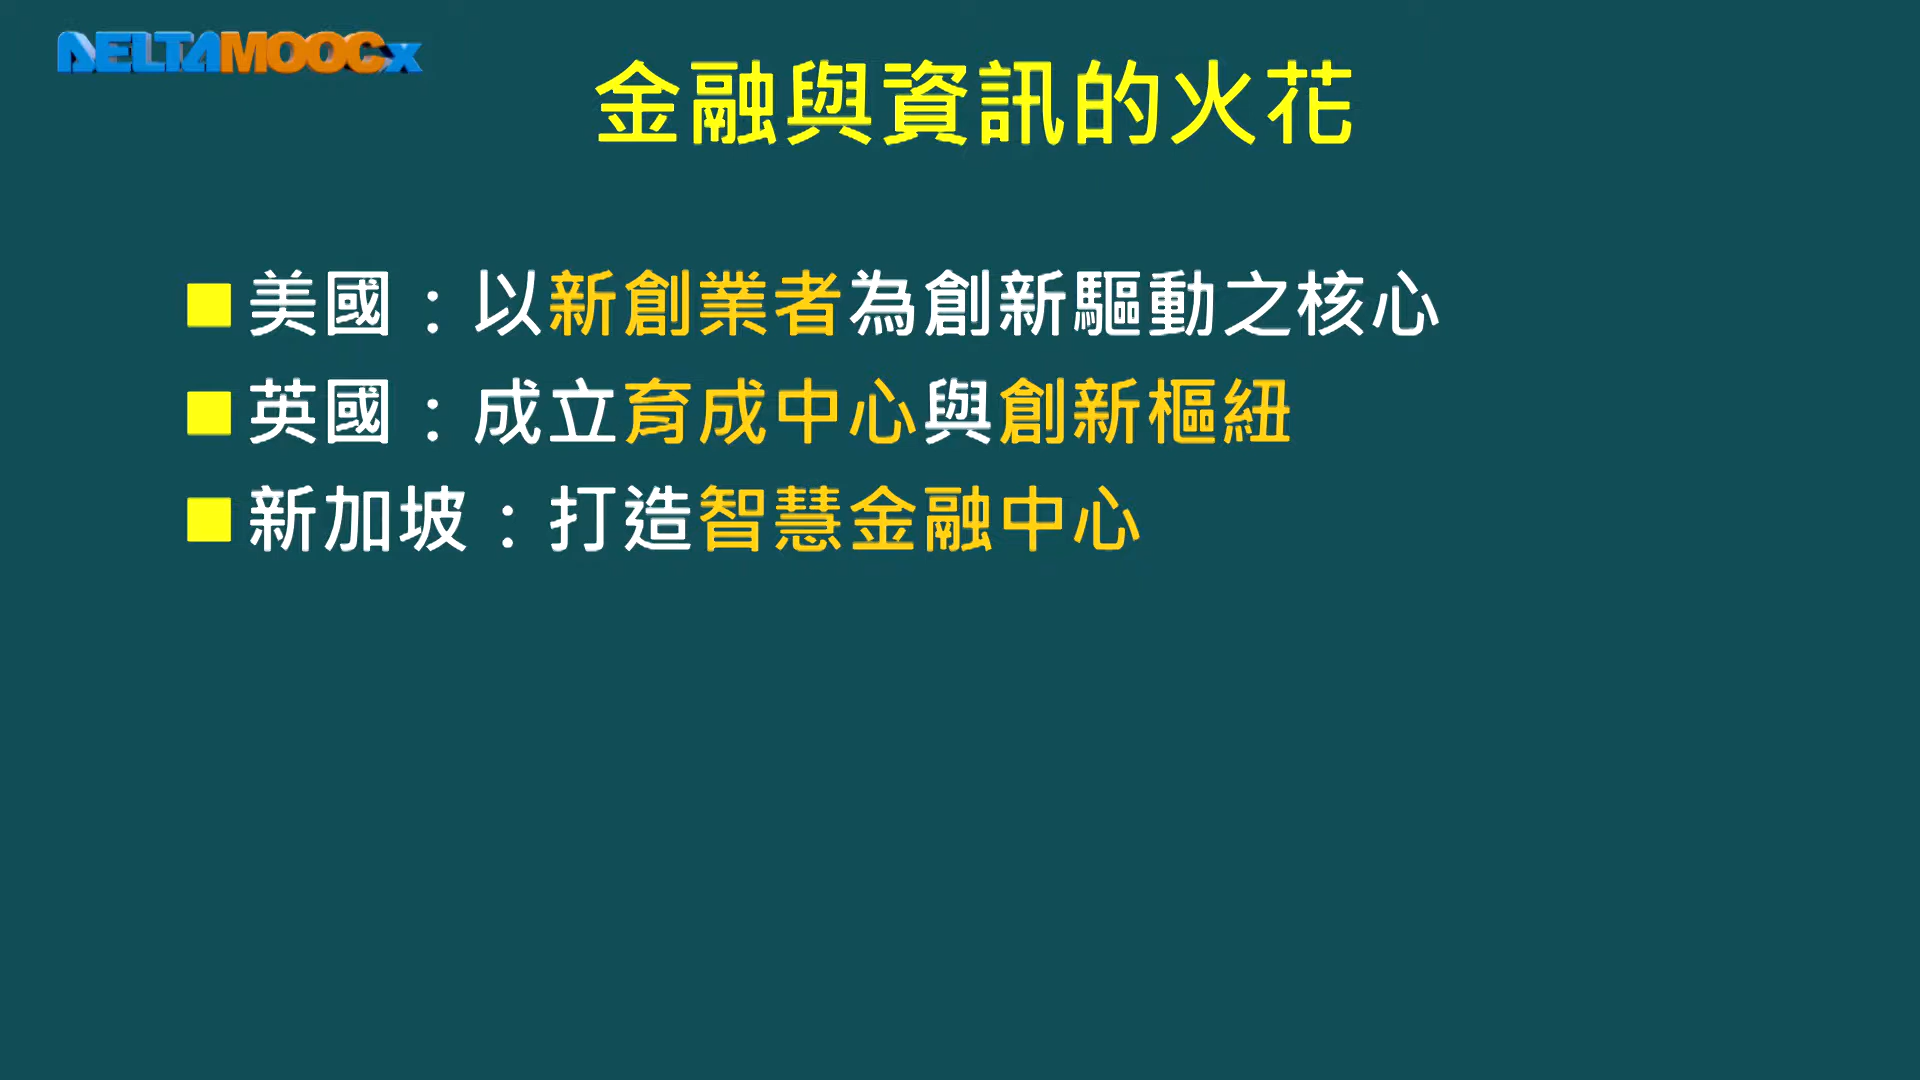 DELTAMOOCx
金融與資訊的火花
美國：以新創業者為創新驅動之核心
英國：成立育成中心與創新樞紐
新加坡：打造智慧金融中心